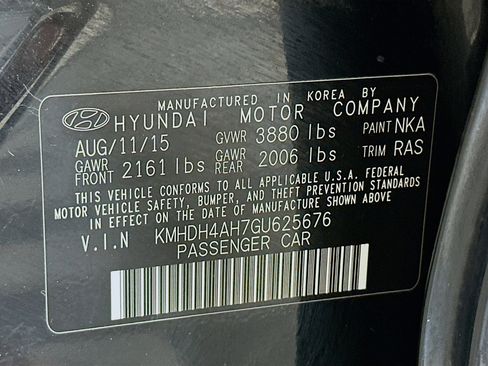 MANUFACTURED IN KOREA BY
HYUNDAI MOTOR COMPANY
AUG/11/15 GVWR 3880 lbs PAINT NKA
GAWR FRONT 2161 lbs GAWR REAR 2006 lbs TRIM RAS
THIS VEHICLE CONFORMS TO ALL APPLICABLE U.S.A. FEDERAL
MOTOR VEHICLE SAFETY, BUMPER, AND THEFT PREVENTION STANDARDS
IN EFFECT ON THE DATE OF MANUFACTURE SHOWN ABOVE.
V.I.N KMHDH4AH7GU625676
PASSENGER CAR